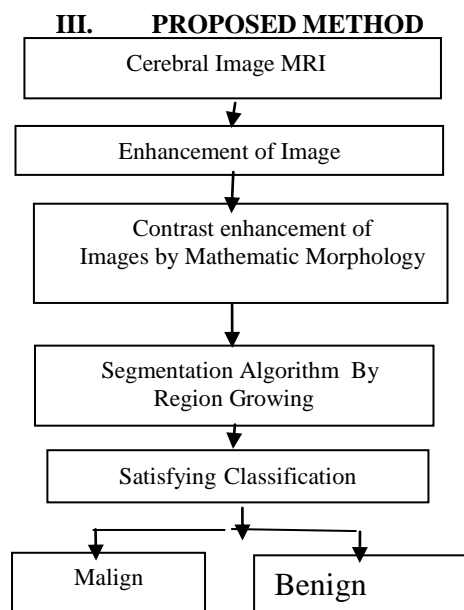 III. PROPOSED METHOD
Cerebral Image MRI
Enhancement of Image
Contrast enhancement of
Images by Mathematic Morphology
Segmentation Algorithm By
Region Growing
Satisfying Classification
Malign
Benign